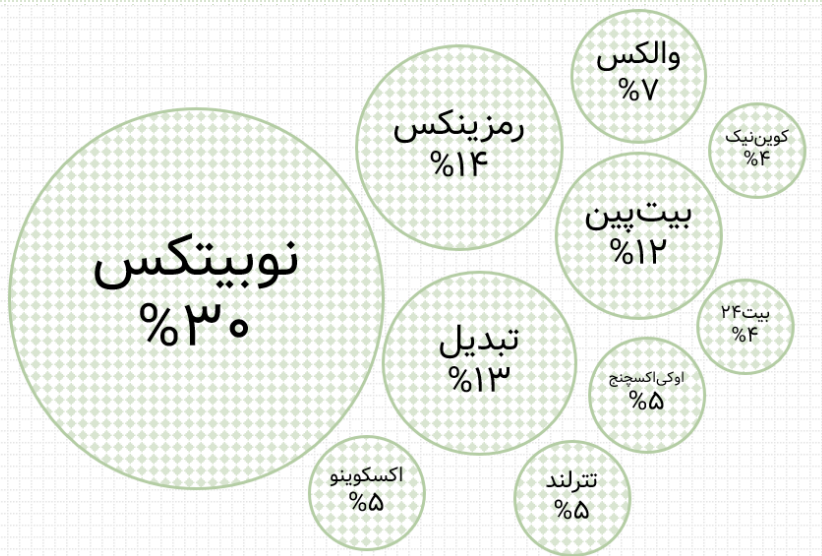 والکس
%۷
رمزینکس
%۱۴
کوین‌نیک
%۴
بیت‌پین
%۱۲
نوبیتکس
%۳۰
بیت۲۴
%۴
تبدیل
%۱۳
اوکی‌اکسچنج
%۵
اکسکوینو
%۵
تترلند
%۵